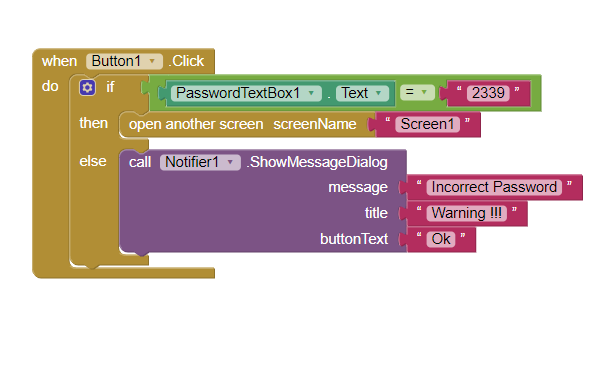 when Button1 .Click
do if PasswordTextBox1 . Text = " 2339 "
then open another screen screenName " Screen1 "
else call Notifier1 .ShowMessageDialog
message " Incorrect Password "
title " Warning !!! "
buttonText " Ok "